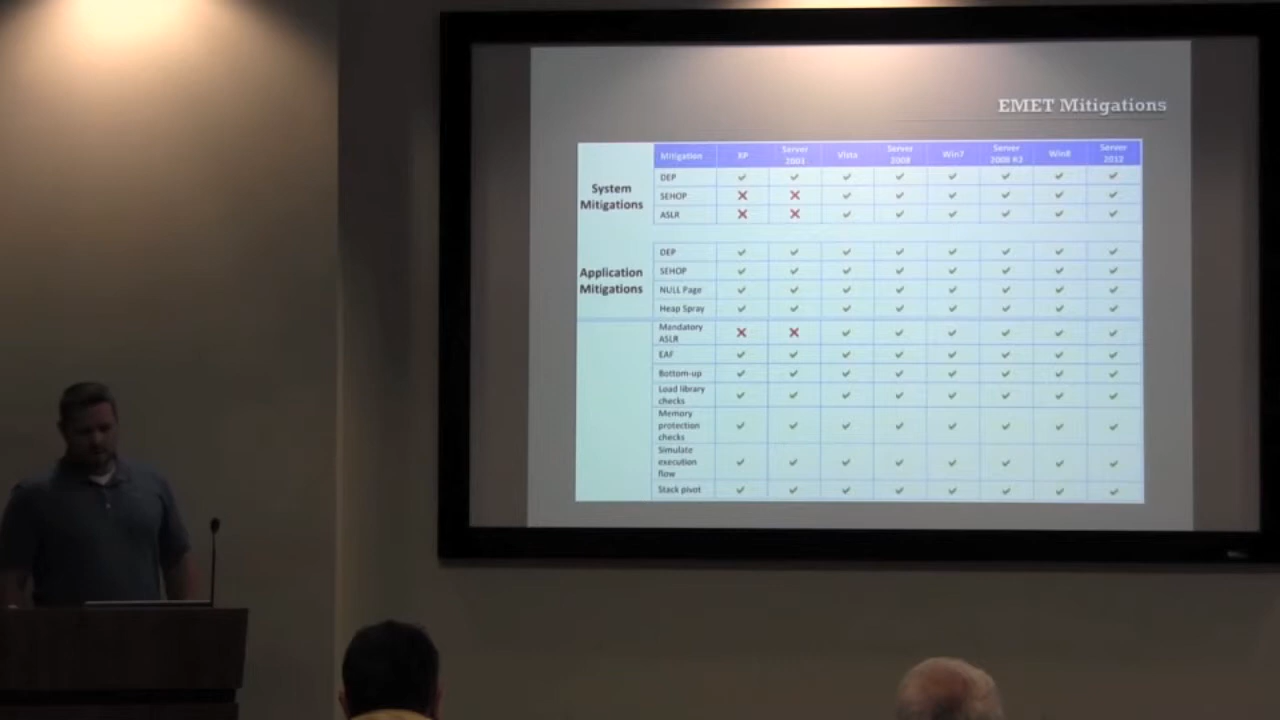 EMET Mitigations
Mitigation XP Server 2003 Vista Server 2008 Win7 Server 2008 R2 Win8 Server 2012
System Mitigations
DEP ✓ ✓ ✓ ✓ ✓ ✓ ✓ ✓
SEHOP ✗ ✗ ✓ ✓ ✓ ✓ ✓ ✓
ASLR ✗ ✗ ✓ ✓ ✓ ✓ ✓ ✓
Application Mitigations
DEP ✓ ✓ ✓ ✓ ✓ ✓ ✓ ✓
SEHOP ✓ ✓ ✓ ✓ ✓ ✓ ✓ ✓
NULL Page ✓ ✓ ✓ ✓ ✓ ✓ ✓ ✓
Heap Spray ✓ ✓ ✓ ✓ ✓ ✓ ✓ ✓
Mandatory ASLR ✗ ✗ ✓ ✓ ✓ ✓ ✓ ✓
EAF ✓ ✓ ✓ ✓ ✓ ✓ ✓ ✓
Bottom-up ✓ ✓ ✓ ✓ ✓ ✓ ✓ ✓
Load library checks ✓ ✓ ✓ ✓ ✓ ✓ ✓ ✓
Memory protection checks ✓ ✓ ✓ ✓ ✓ ✓ ✓ ✓
Simulate execution flow ✓ ✓ ✓ ✓ ✓ ✓ ✓ ✓
Stack pivot ✓ ✓ ✓ ✓ ✓ ✓ ✓ ✓